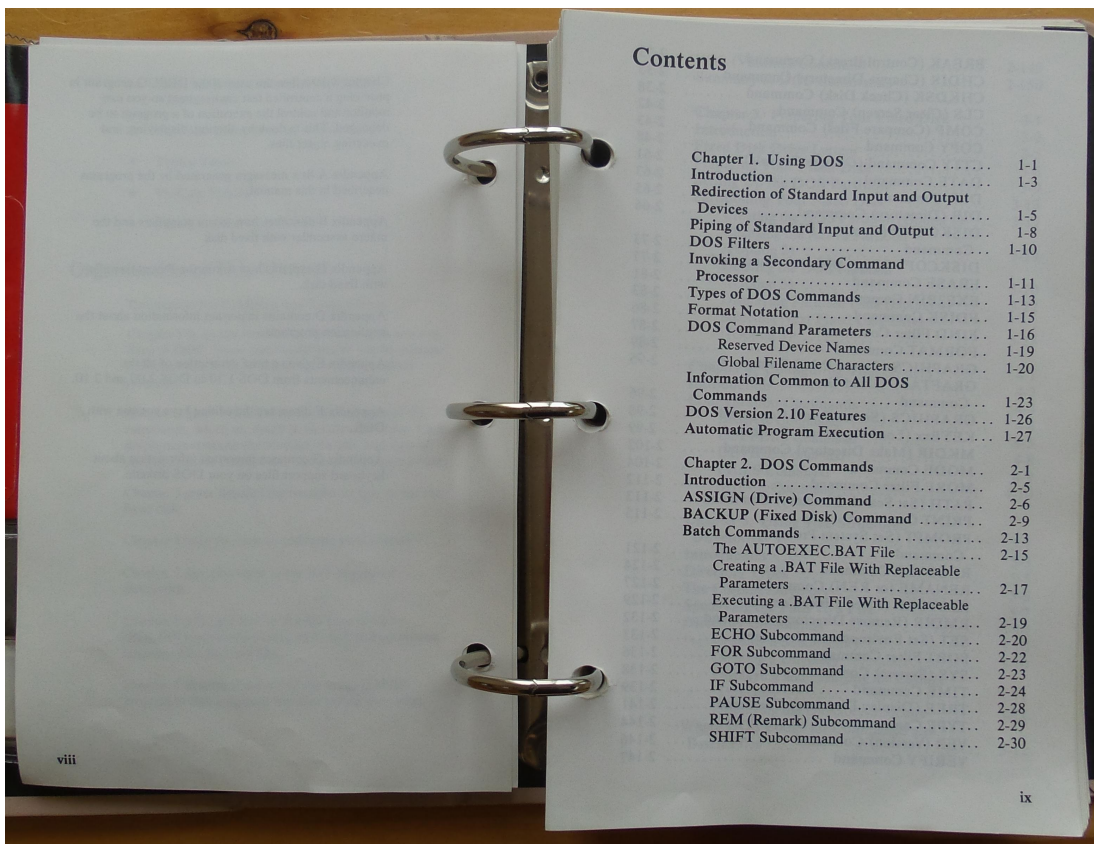 viii
Contents
Chapter 1. Using DOS .................. 1-1
Introduction ........................... 1-3
Redirection of Standard Input and Output
Devices .............................. 1-5
Piping of Standard Input and Output ....... 1-8
DOS Filters ........................... 1-10
Invoking a Secondary Command
Processor ............................ 1-11
Types of DOS Commands ............... 1-13
Format Notation ....................... 1-15
DOS Command Parameters ............... 1-16
Reserved Device Names .............. 1-19
Global Filename Characters ........... 1-20
Information Common to All DOS
Commands ........................... 1-23
DOS Version 2.10 Features .............. 1-26
Automatic Program Execution ............. 1-27
Chapter 2. DOS Commands .............. 2-1
Introduction ........................... 2-5
ASSIGN (Drive) Command .............. 2-6
BACKUP (Fixed Disk) Command ........ 2-9
Batch Commands ....................... 2-13
The AUTOEXEC.BAT File ........... 2-15
Creating a .BAT File With Replaceable
Parameters ........................ 2-17
Executing a .BAT File With Replaceable
Parameters ........................ 2-19
ECHO Subcommand ................. 2-20
FOR Subcommand .................. 2-22
GOTO Subcommand ................. 2-23
IF Subcommand ..................... 2-24
PAUSE Subcommand ................ 2-28
REM (Remark) Subcommand ........... 2-29
SHIFT Subcommand ................ 2-30
ix